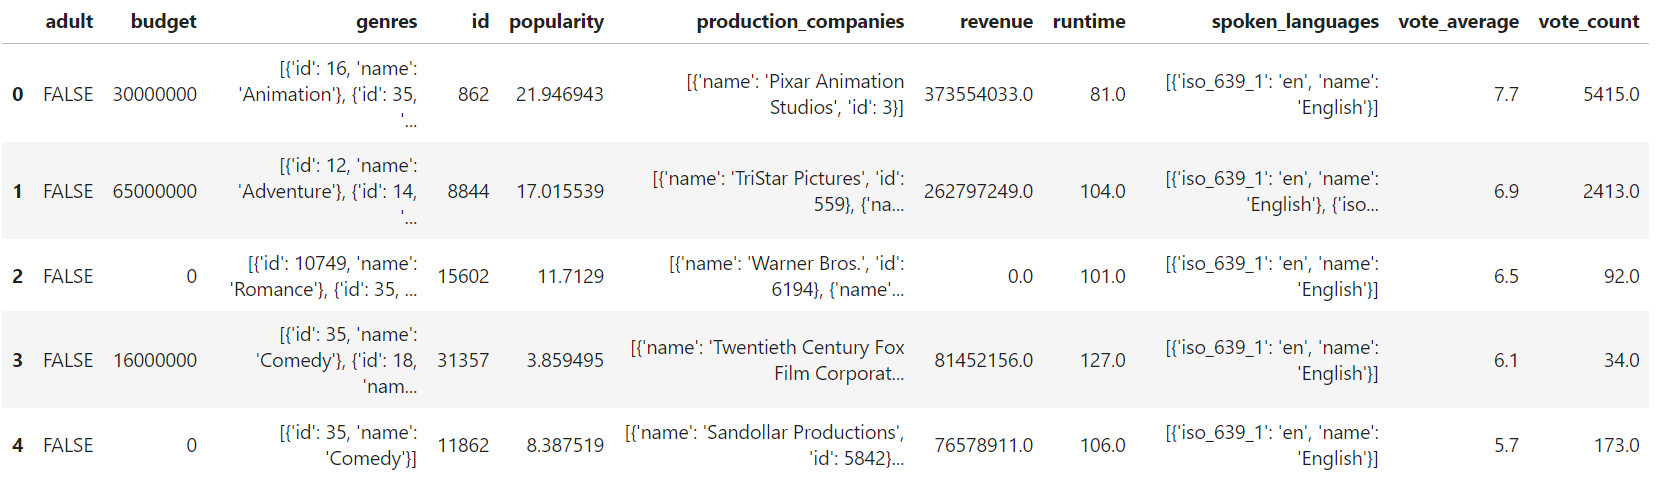 adult budget genres id popularity production_companies revenue runtime spoken_languages vote_average vote_count
[{'id': 16, 'name':
0 FALSE 30000000 'Animation'}, {'id': 35, 862 21.946943 [{'name': 'Pixar Animation Studios', 'id': 3}] 373554033.0 81.0 [{'iso_639_1': 'en', 'name': 'English'}] 7.7 5415.0
'...
[{'id': 12, 'name':
1 FALSE 65000000 'Adventure'}, {'id': 14, 8844 17.015539 [{'name': 'TriStar Pictures', 'id': 559}, {'na... 262797249.0 104.0 [{'iso_639_1': 'en', 'name': 'English'}, {'iso... 6.9 2413.0
'...
2 FALSE 0 [{'id': 10749, 'name': 'Romance'}, {'id': 35, ... 15602 11.7129 [{'name': 'Warner Bros.', 'id': 6194}, {'name'... 0.0 101.0 [{'iso_639_1': 'en', 'name': 'English'}] 6.5 92.0
[{'id': 35, 'name':
3 FALSE 16000000 'Comedy'}, {'id': 18, 31357 3.859495 [{'name': 'Twentieth Century Fox Film Corporat... 81452156.0 127.0 [{'iso_639_1': 'en', 'name': 'English'}] 6.1 34.0
'nam...
4 FALSE 0 [{'id': 35, 'name': 'Comedy'}] 11862 8.387519 [{'name': 'Sandollar Productions', 'id': 5842}... 76578911.0 106.0 [{'iso_639_1': 'en', 'name': 'English'}] 5.7 173.0